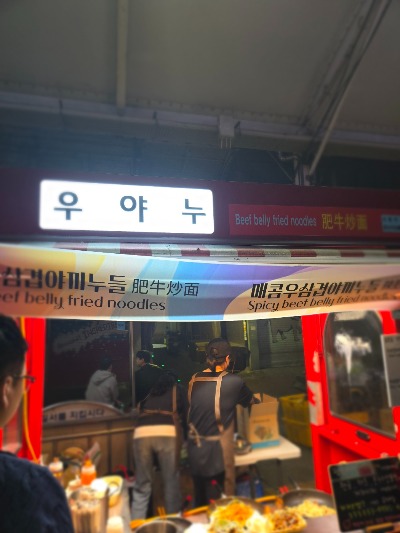 우 야 누
Beef belly fried noodles 肥牛炒面
삼겹야끼누들 肥牛炒面
eef belly fried noodles
매콤우삼겹야끼누
Spicy beef belly fried no